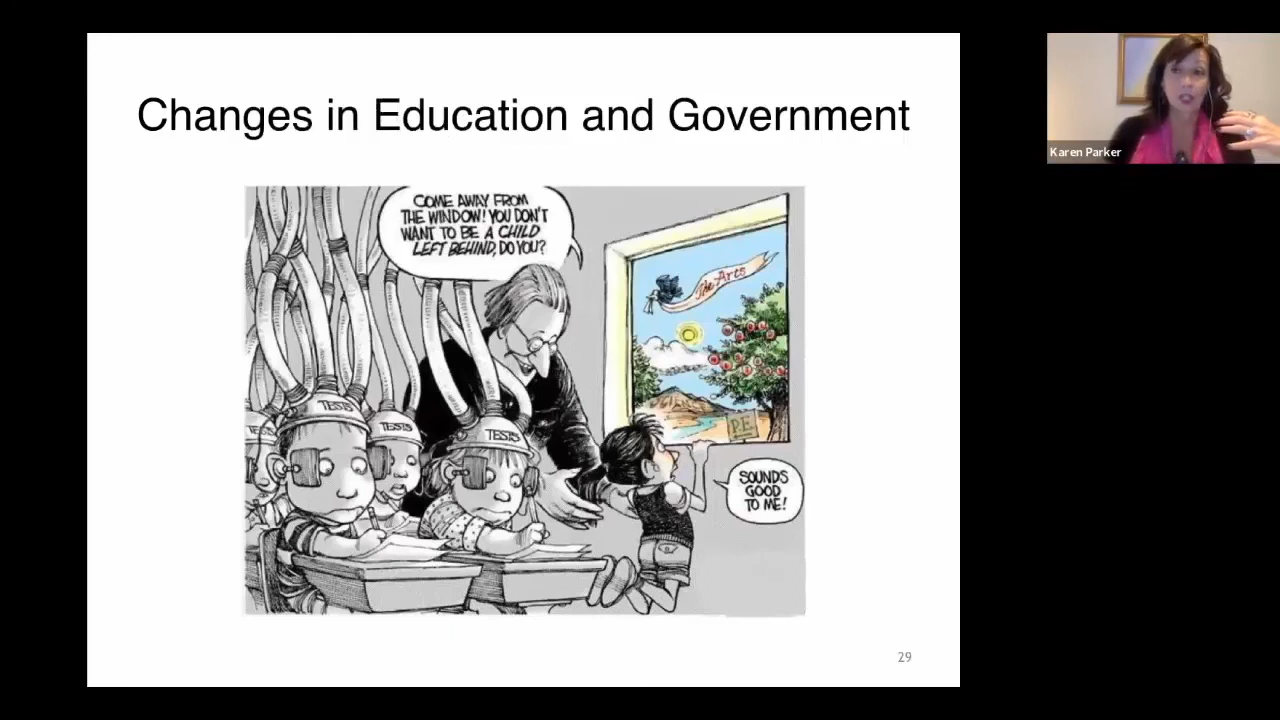 Changes in Education and Government
COME AWAY FROM
THE WINDOW! YOU DON'T
WANT TO BE A CHILD
LEFT BEHIND, DO YOU?
The Arts
TESTS
TESTS
TESTS
TESTS
P.E.
SOUNDS
GOOD
TO ME!
29
Karen Parker